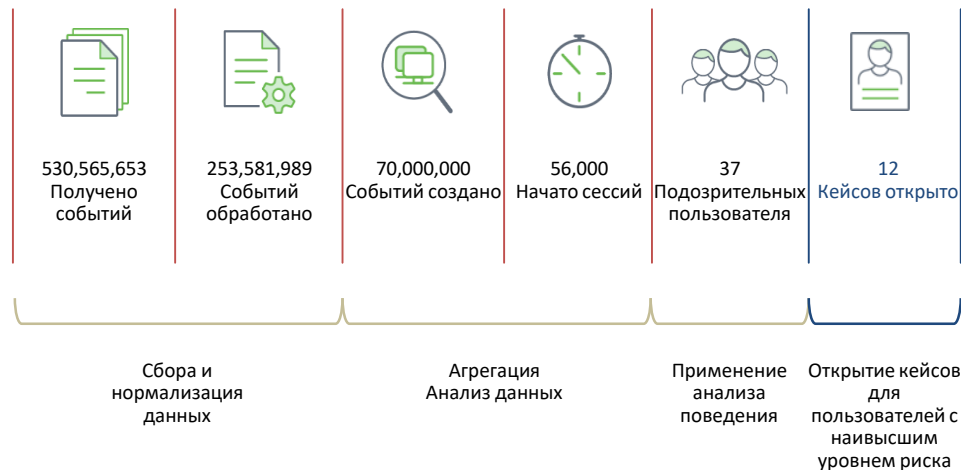 530,565,653
Получено
событий
253,581,989
Событий
обработано
70,000,000
Событий создано
56,000
Начато сессий
37
Подозрительных
пользователя
12
Кейсов открыто
Сбора и
нормализация
данных
Агрегация
Анализ данных
Применение
анализа
поведения
Открытие кейсов
для
пользователей с
наивысшим
уровнем риска